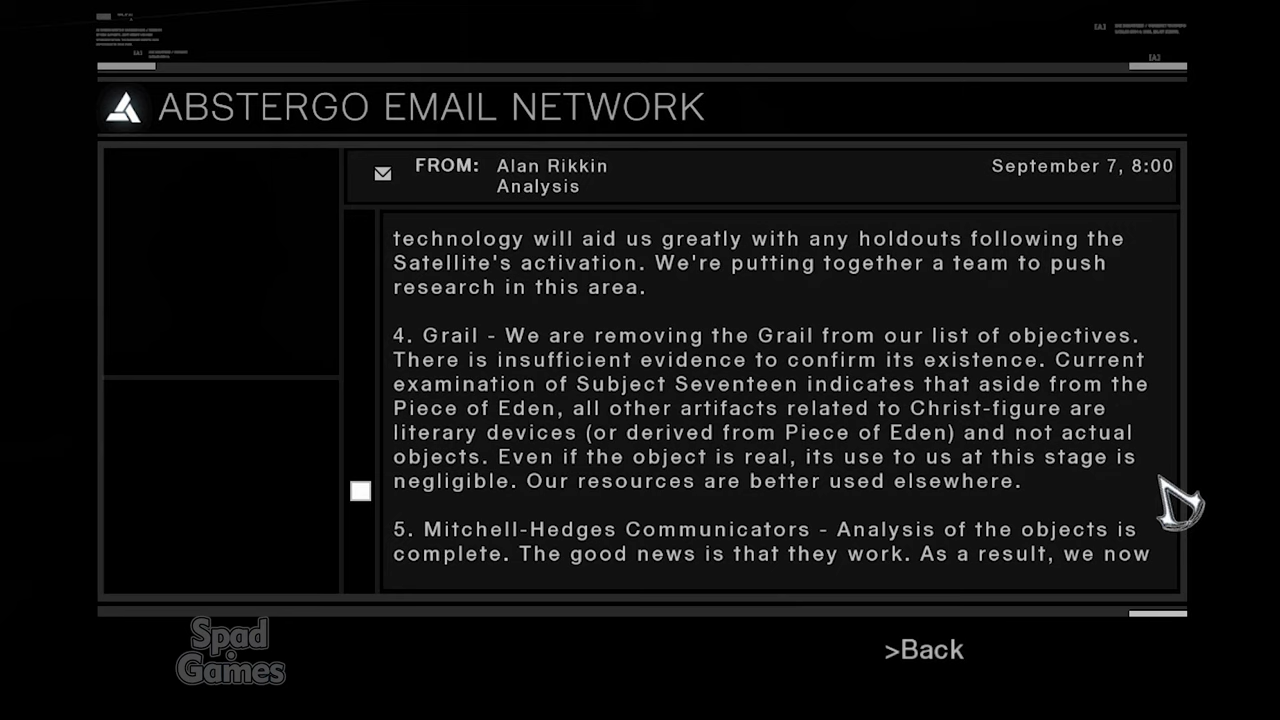 ABSTERGO EMAIL NETWORK
FROM: Alan Rikkin
Analysis
September 7, 8:00
technology will aid us greatly with any holdouts following the
Satellite's activation. We're putting together a team to push
research in this area.
4. Grail - We are removing the Grail from our list of objectives.
There is insufficient evidence to confirm its existence. Current
examination of Subject Seventeen indicates that aside from the
Piece of Eden, all other artifacts related to Christ-figure are
literary devices (or derived from Piece of Eden) and not actual
objects. Even if the object is real, its use to us at this stage is
negligible. Our resources are better used elsewhere.
5. Mitchell-Hedges Communicators - Analysis of the objects is
complete. The good news is that they work. As a result, we now
Spad
Games
>Back